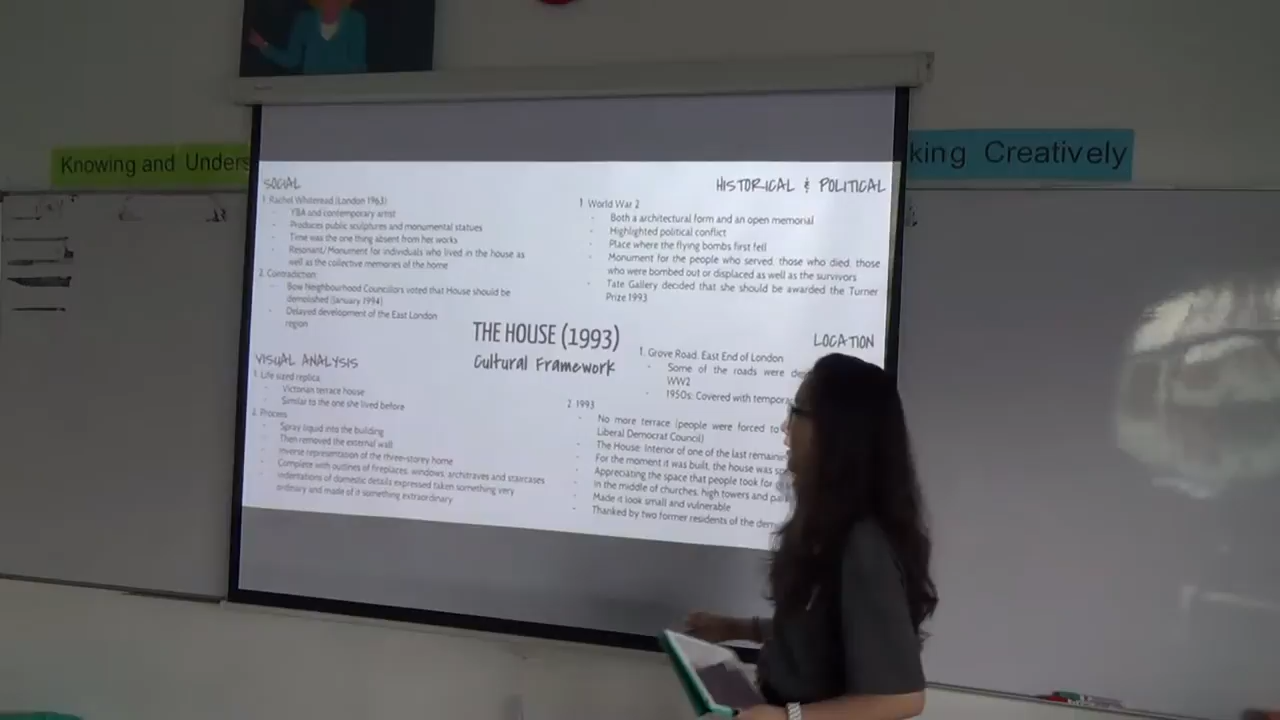 Knowing and Unders
king Creatively
SOCIAL
1. Rachel Whiteread (London 1963)
- YBA and contemporary artist
- Produces public sculptures and monumental statues
- Time was the one thing absent from her works
- Resonant/Monument for individuals who lived in the house as
well as the collective memories of the home
2. Contradiction:
- Bow Neighbourhood Councillors voted that House should be
demolished (January 1994)
- Delayed development of the East London
region
HISTORICAL & POLITICAL
1 World War 2
- Both a architectural form and an open memorial
- Highlighted political conflict
- Place where the flying bombs first fell
- Monument for the people who served, those who died, those
who were bombed out or displaced as well as the survivors
- Tate Gallery decided that she should be awarded the Turner
Prize 1993
THE HOUSE (1993)
Cultural Framework
VISUAL ANALYSIS
1. Life sized replica
- Victorian terrace house
- Similar to the one she lived before
2. Process
- Spray liquid into the building
- Then removed the external wall
- Inverse representation of the three-storey home
- Complete with outlines of fireplaces, windows, architraves and staircases
- Indentations of domestic details expressed taken something very
ordinary and made of it something extraordinary
LOCATION
1. Grove Road, East End of London
- Some of the roads were
WW2
- 1950s: Covered with
2. 1993
- No more terrace (people were forced to
Liberal Democrat Council)
- The House: Interior of one of the last
- For the moment it was built, the house was
- Appreciating the space that people took for
- In the middle of churches, high towers and
- Made it look small and vulnerable
- Thanked by two former residents of the